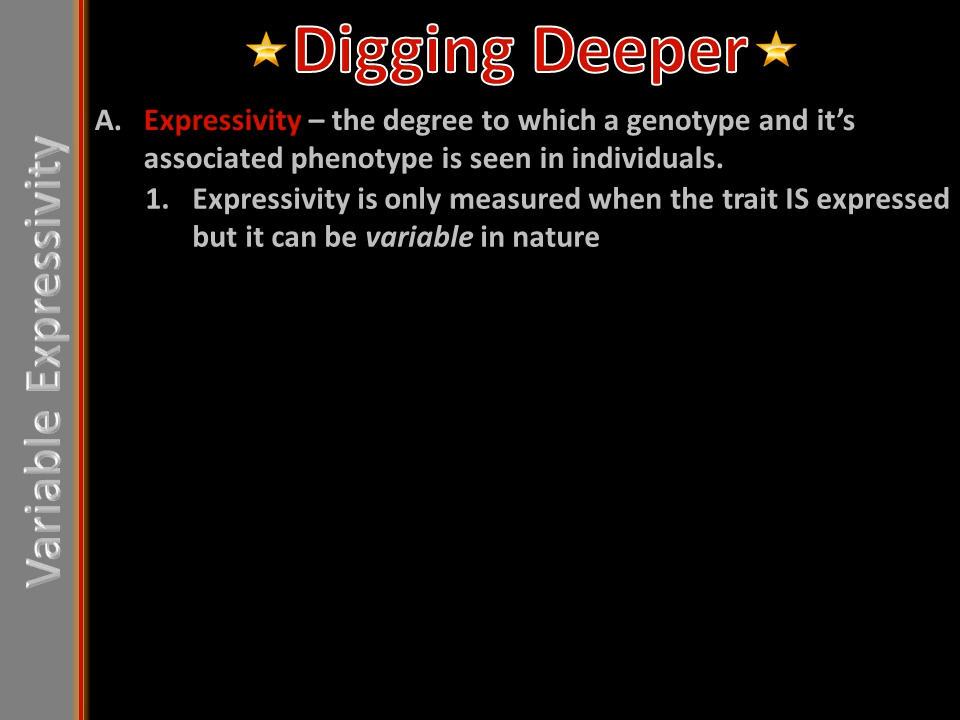 Digging Deeper
A. Expressivity – the degree to which a genotype and it’s
associated phenotype is seen in individuals.
1. Expressivity is only measured when the trait IS expressed
but it can be variable in nature
Variable Expressivity